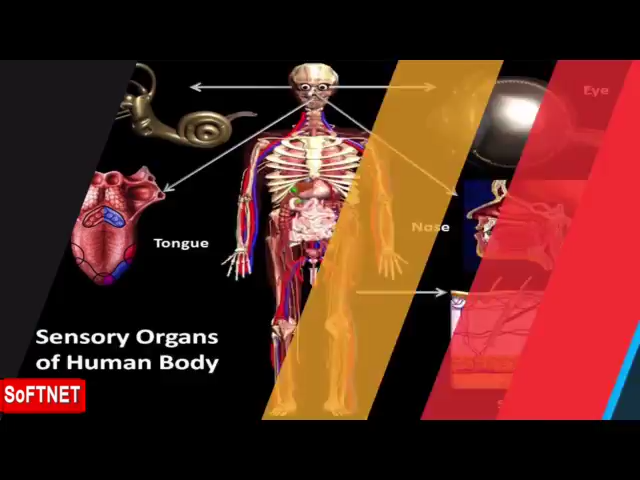 Eye
Tongue
Nose
Sensory Organs
of Human Body
SoFTNET